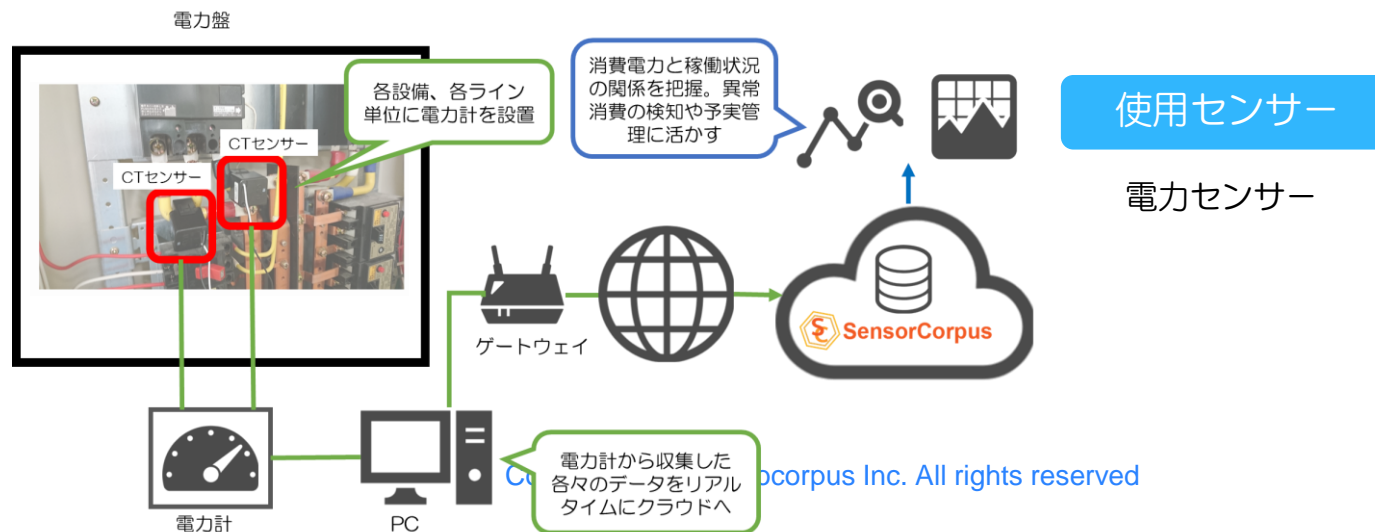 電力盤
各設備、各ライン
単位に電力計を設置
CTセンサー
CTセンサー
消費電力と稼働状況
の関係を把握。異常
消費の検知や予実管
理に活かす
使用センサー
電力センサー
ゲートウェイ
SensorCorpus
電力計
PC
電力計から収集した
各々のデータをリアル
タイムにクラウドへ
corpus Inc. All rights reserved